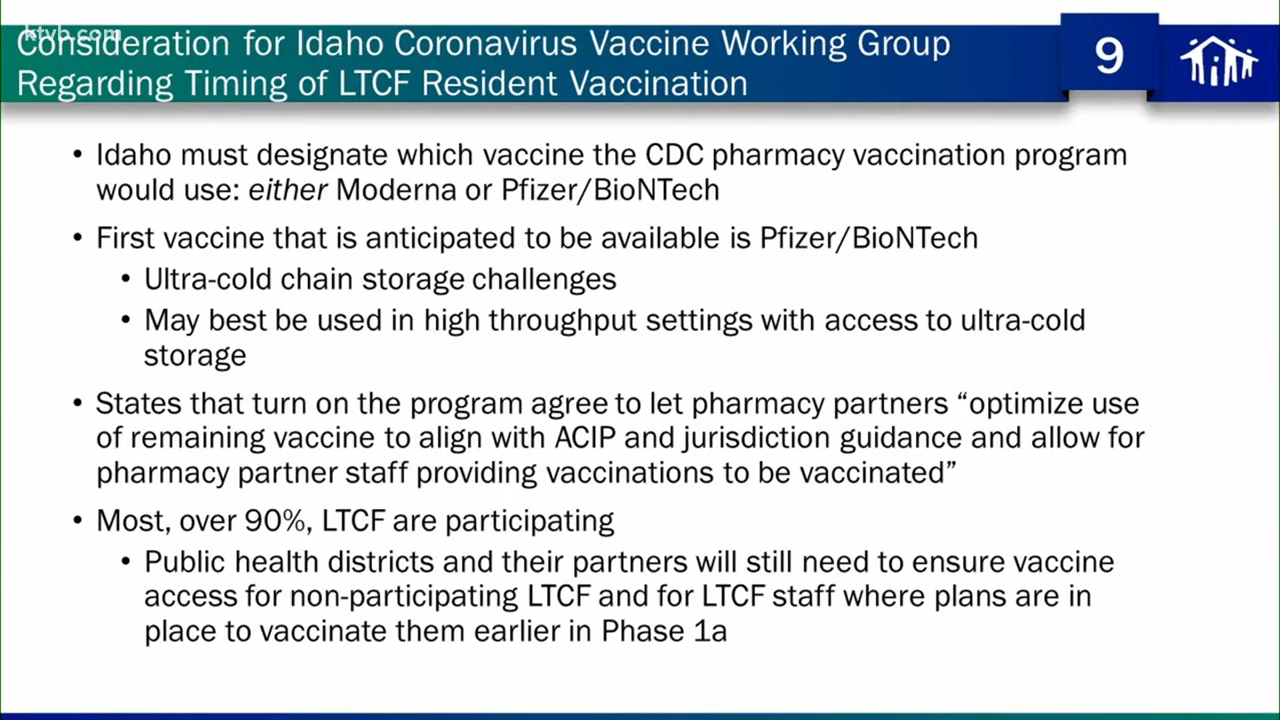 ktvb.com
Consideration for Idaho Coronavirus Vaccine Working Group
Regarding Timing of LTCF Resident Vaccination
9
• Idaho must designate which vaccine the CDC pharmacy vaccination program
would use: either Moderna or Pfizer/BioNTech
• First vaccine that is anticipated to be available is Pfizer/BioNTech
• Ultra-cold chain storage challenges
• May best be used in high throughput settings with access to ultra-cold
storage
• States that turn on the program agree to let pharmacy partners “optimize use
of remaining vaccine to align with ACIP and jurisdiction guidance and allow for
pharmacy partner staff providing vaccinations to be vaccinated”
• Most, over 90%, LTCF are participating
• Public health districts and their partners will still need to ensure vaccine
access for non-participating LTCF and for LTCF staff where plans are in
place to vaccinate them earlier in Phase 1a